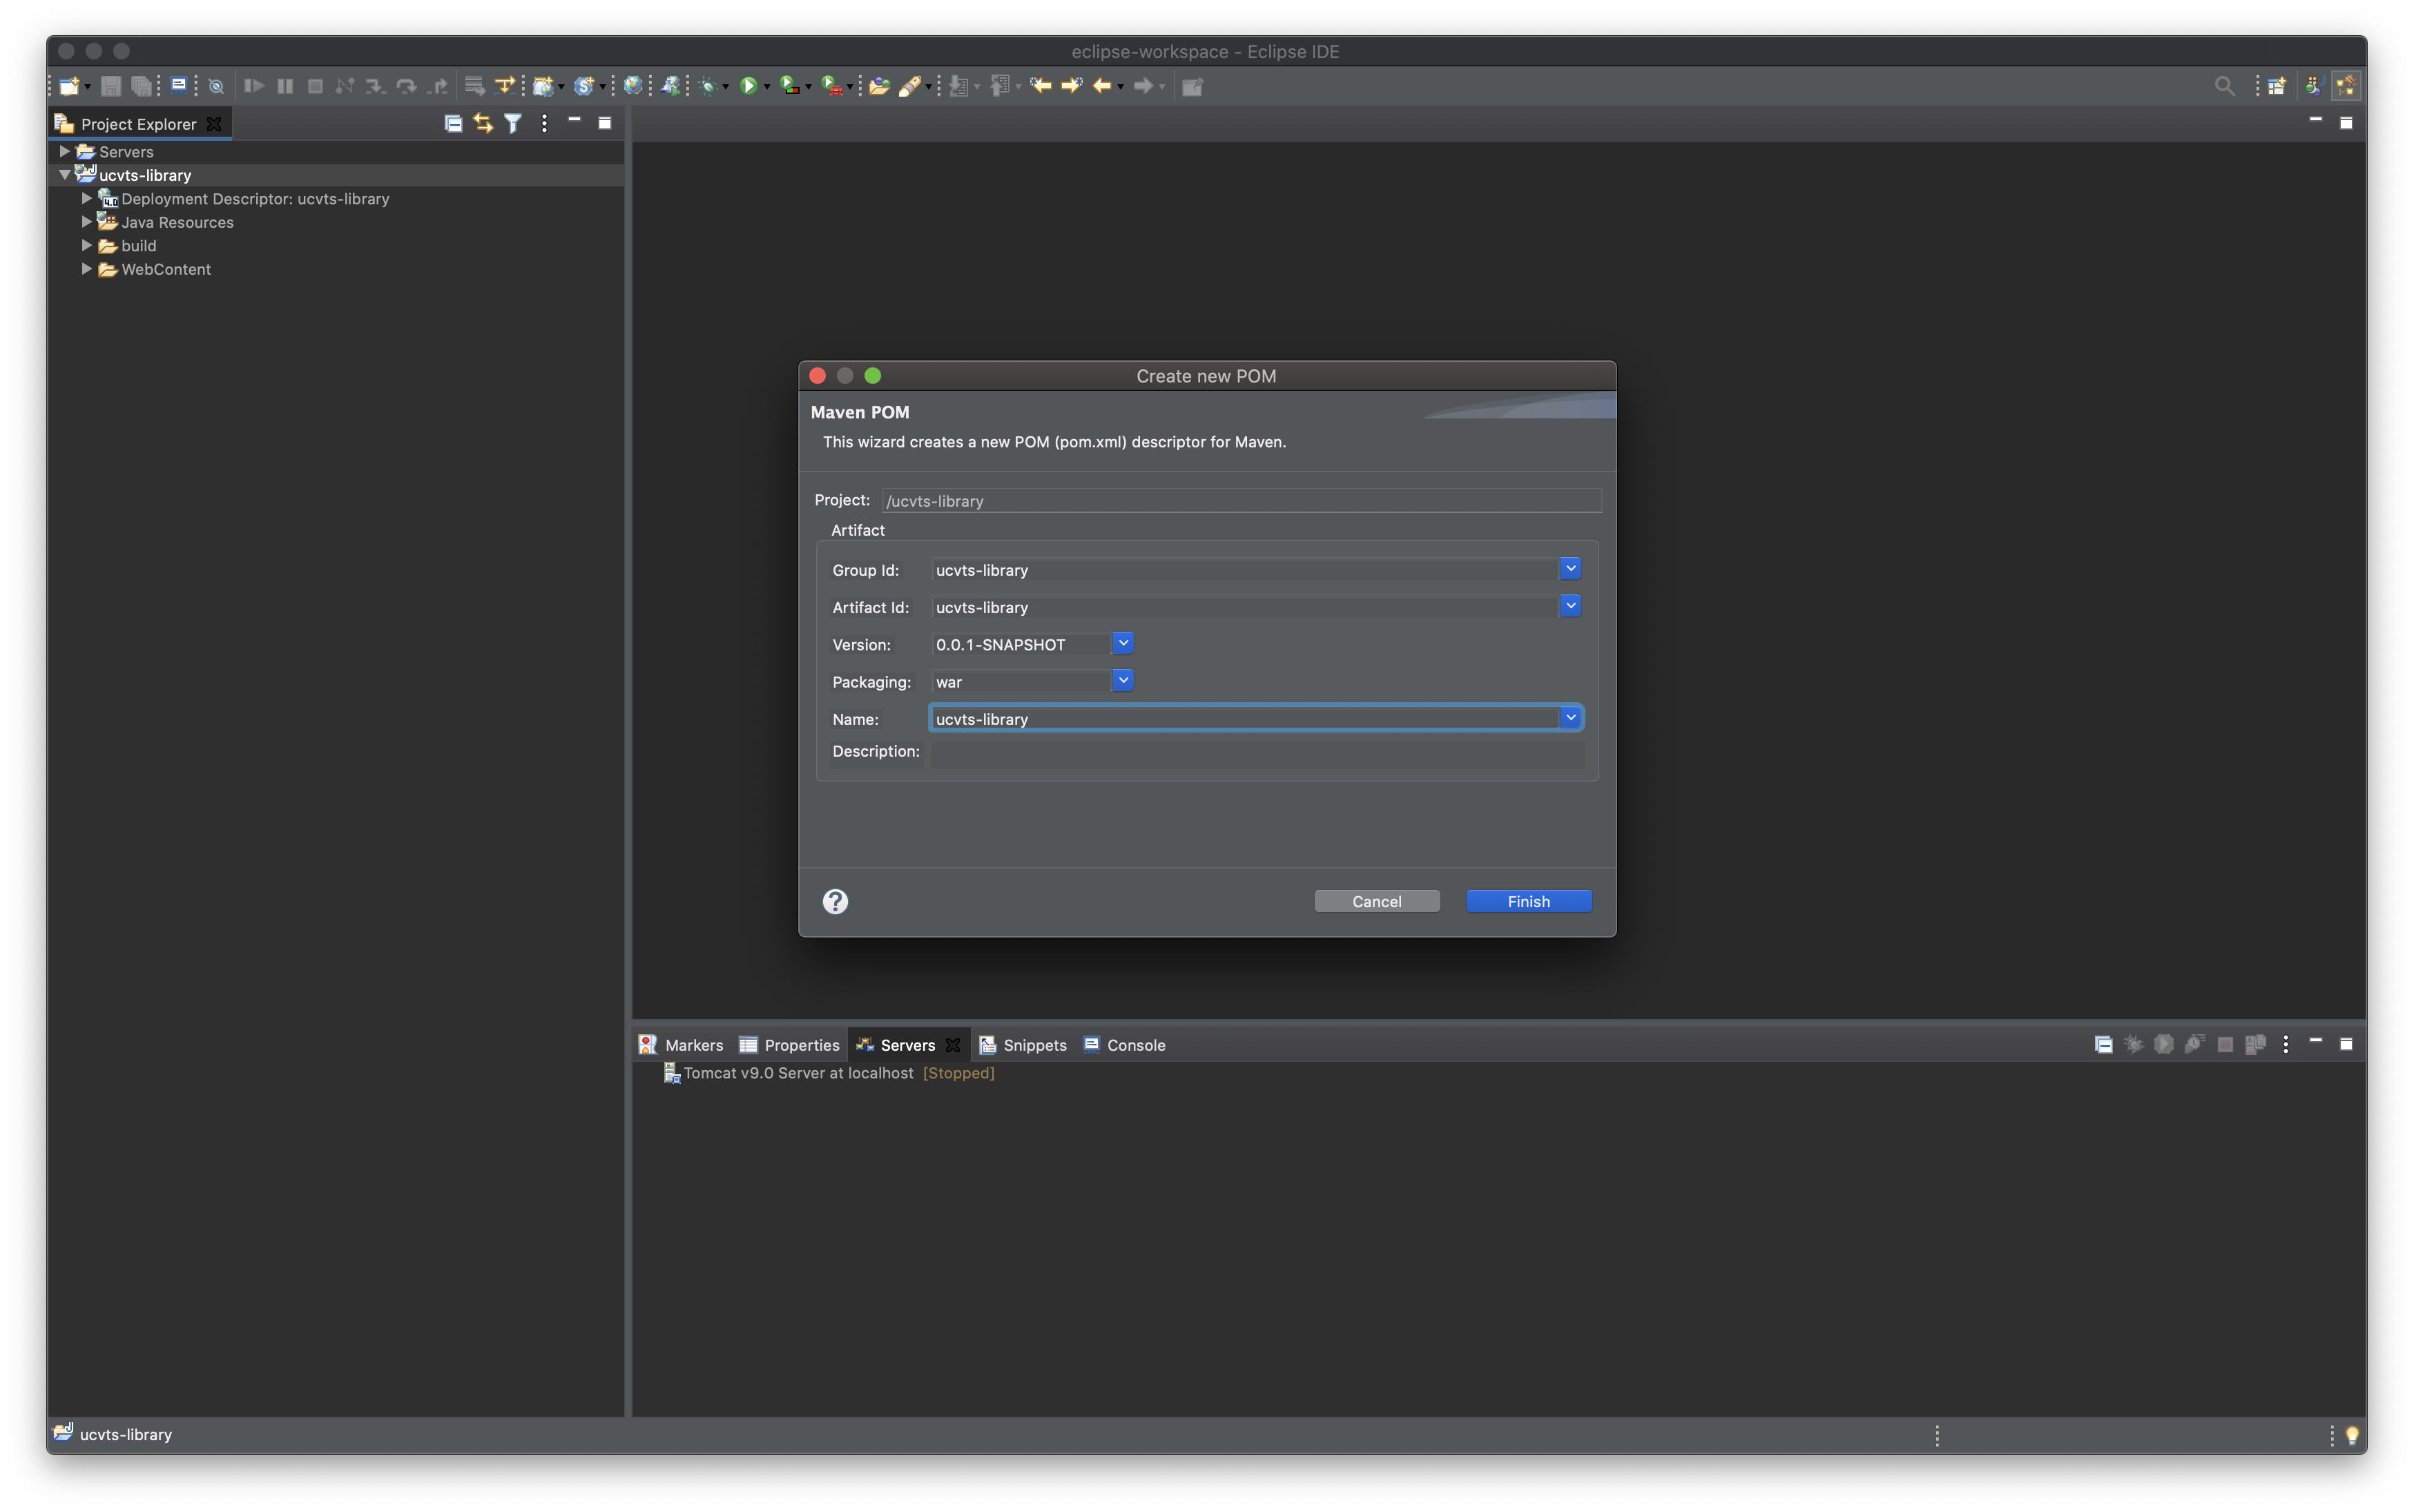 eclipse-workspace - Eclipse IDE
Project Explorer
Servers
ucvts-library
Deployment Descriptor: ucvts-library
Java Resources
build
WebContent
Create new POM
Maven POM
This wizard creates a new POM (pom.xml) descriptor for Maven.
Project: /ucvts-library
Artifact
Group Id: ucvts-library
Artifact Id: ucvts-library
Version: 0.0.1-SNAPSHOT
Packaging: war
Name: ucvts-library
Description:
Cancel Finish
Markers Properties Servers Snippets Console
Tomcat v9.0 Server at localhost [Stopped]
ucvts-library